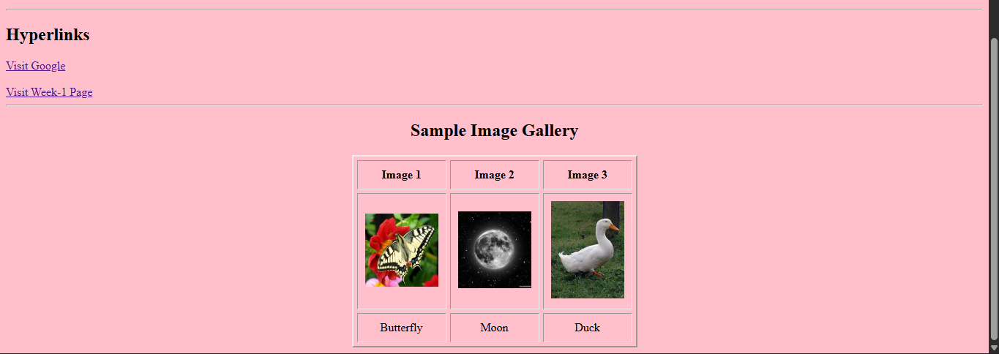 Hyperlinks
Visit Google
Visit Week-1 Page
Sample Image Gallery
Image 1 Image 2 Image 3
Butterfly Moon Duck